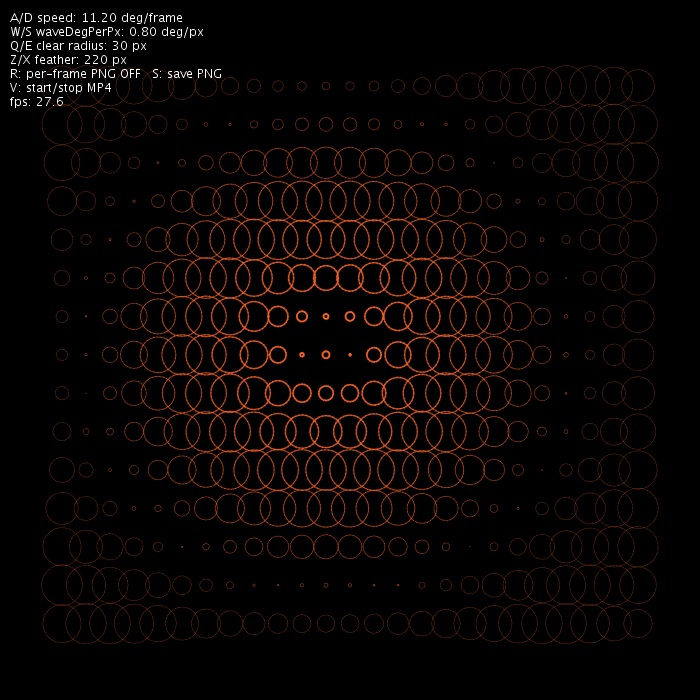 A/D speed: 11.20 deg/frame
W/S waveDegPerPx: 0.80 deg/px
Q/E clear radius: 30 px
Z/X feather: 220 px
R: per-frame PNG OFF   S: save PNG
V: start/stop MP4
fps: 27.6